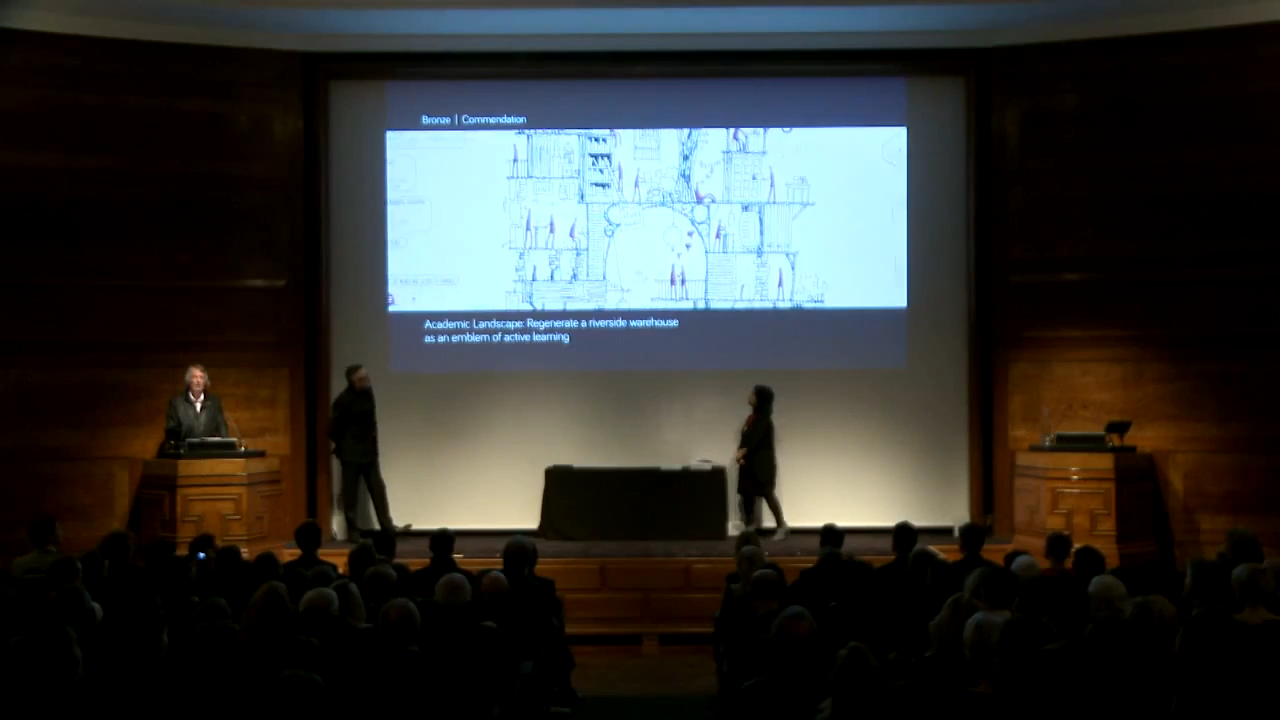 Bronze | Commendation
Academic Landscape: Regenerate a riverside warehouse
as an emblem of active learning